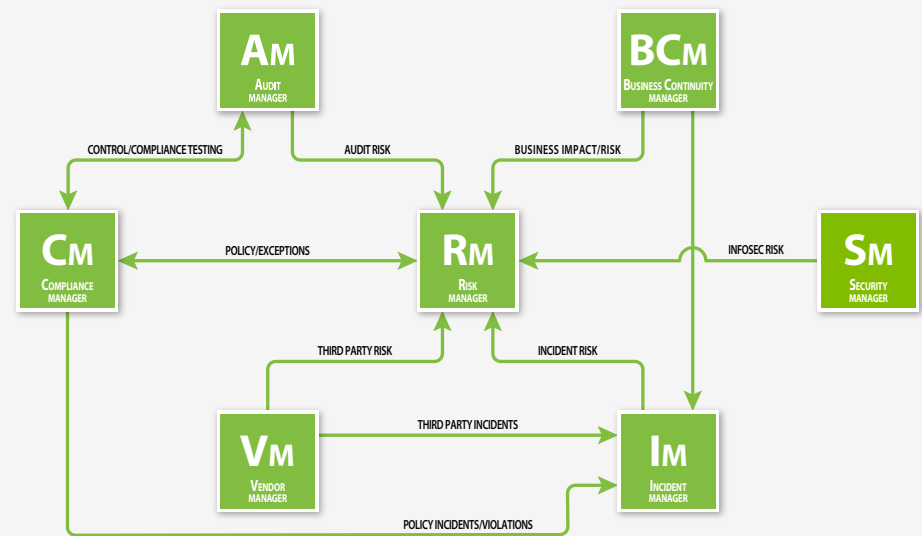 AM
AUDIT
MANAGER
BCM
BUSINESS CONTINUITY
MANAGER
CONTROL/COMPLIANCE TESTING
AUDIT RISK
BUSINESS IMPACT/RISK
CM
COMPLIANCE
MANAGER
POLICY/EXCEPTIONS
RM
RISK
MANAGER
INFOSEC RISK
SM
SECURITY
MANAGER
THIRD PARTY RISK
INCIDENT RISK
VM
VENDOR
MANAGER
THIRD PARTY INCIDENTS
IM
INCIDENT
MANAGER
POLICY INCIDENTS/VIOLATIONS